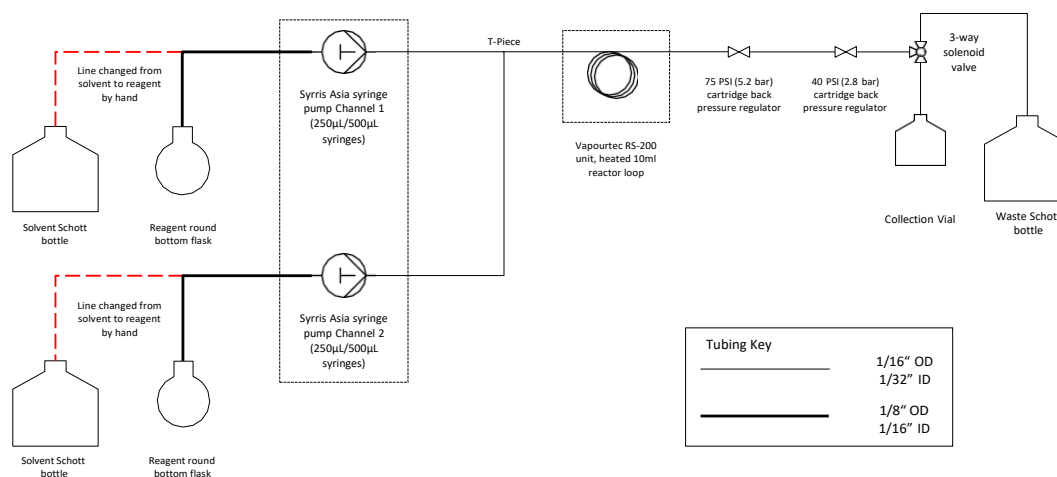 Line changed from
solvent to reagent
by hand
Solvent Schott
bottle
Reagent round
bottom flask
Syrris Asia syringe
pump Channel 1
(250µL/500µL
syringes)
T-Piece
Vapourtec RS-200
unit, heated 10ml
reactor loop
75 PSI (5.2 bar)
cartridge back
pressure regulator
40 PSI (2.8 bar)
cartridge back
pressure regulator
3-way
solenoid
valve
Collection Vial
Waste Schott
bottle
Line changed from
solvent to reagent
by hand
Solvent Schott
bottle
Reagent round
bottom flask
Syrris Asia syringe
pump Channel 2
(250µL/500µL
syringes)
Tubing Key
1/16“ OD
1/32” ID
1/8“ OD
1/16” ID